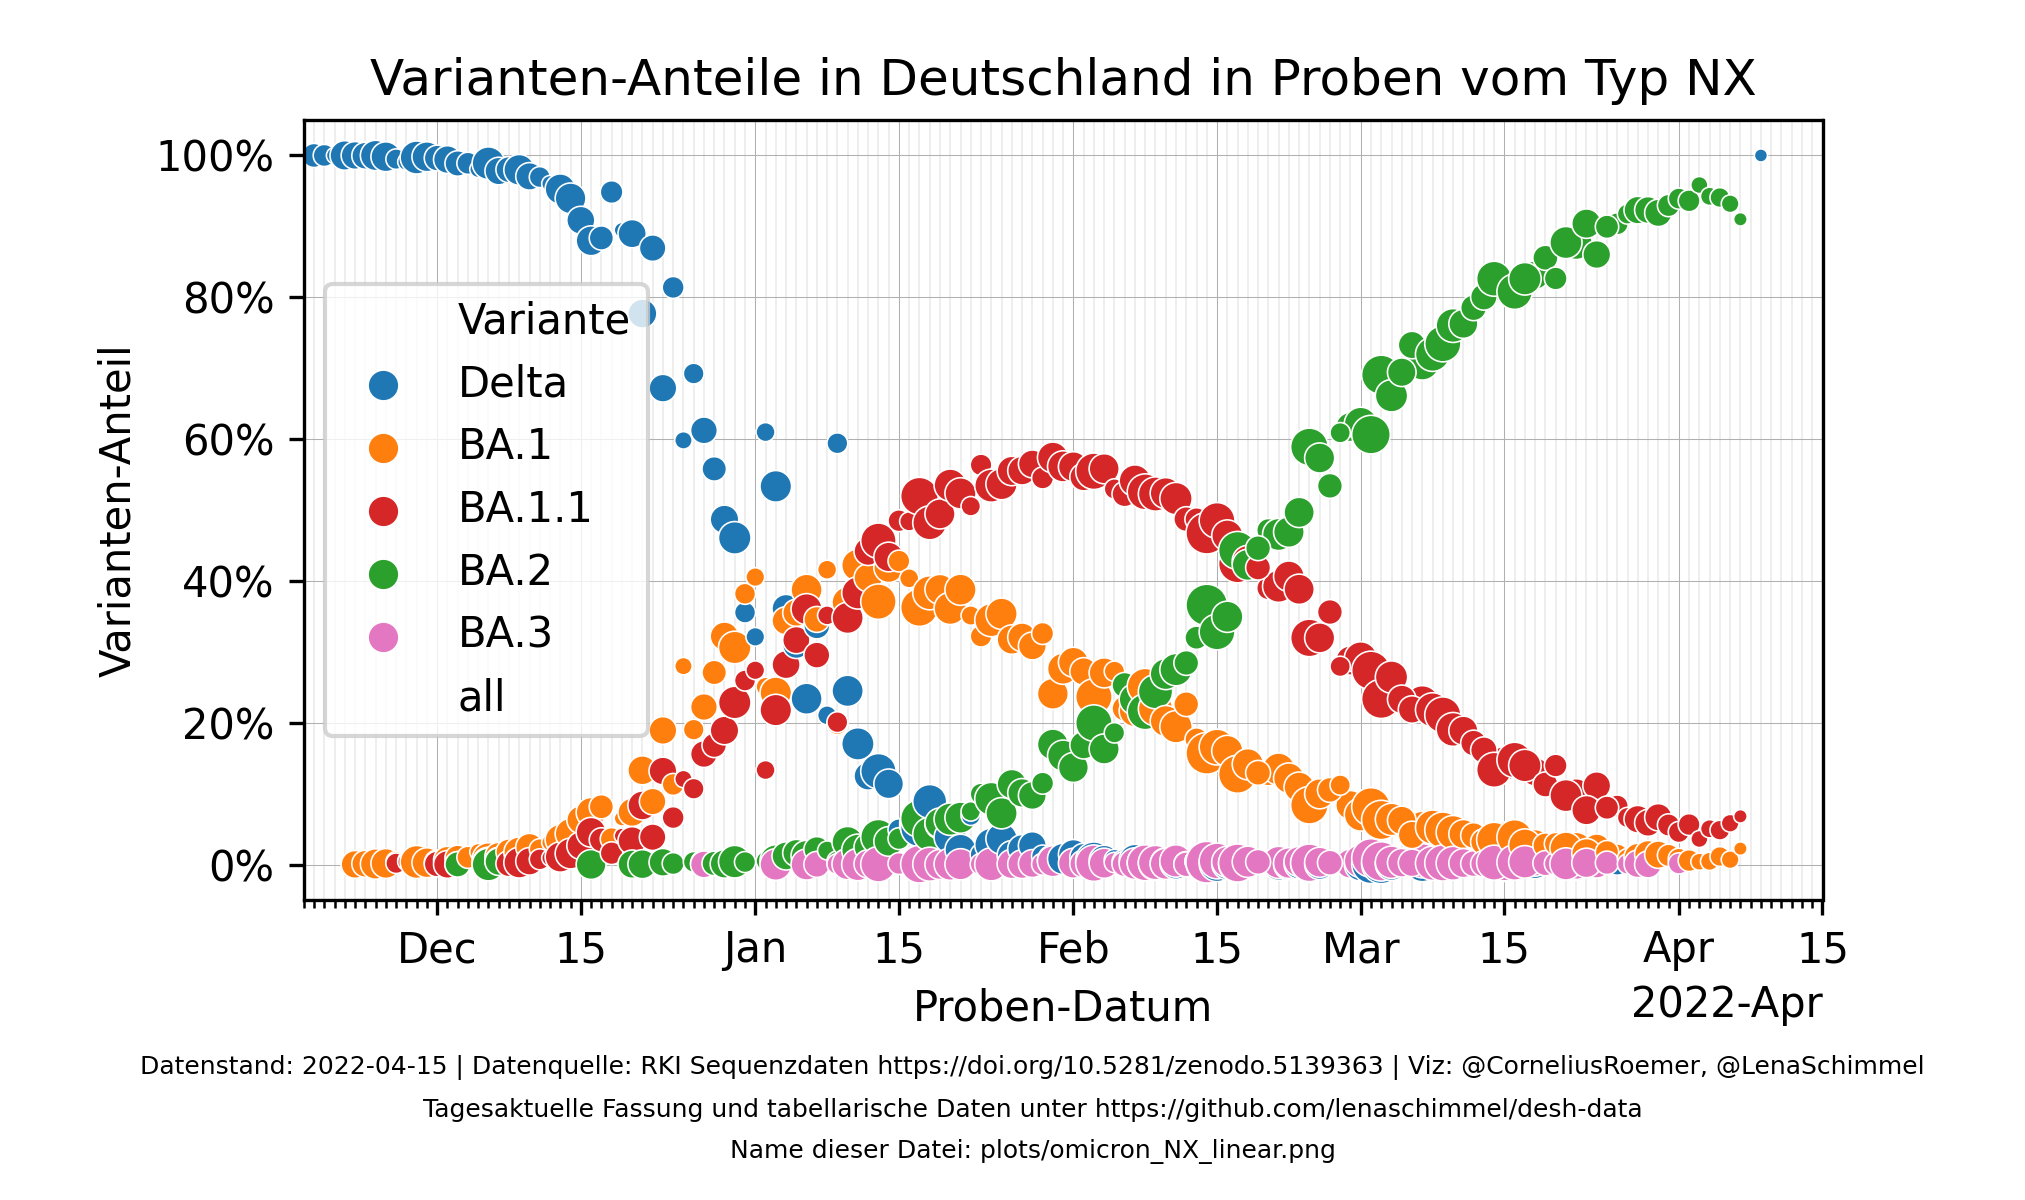 Varianten-Anteile in Deutschland in Proben vom Typ NX
Varianten-Anteil
100%
80%
60%
40%
20%
0%
Variante
Delta
BA.1
BA.1.1
BA.2
BA.3
all
Dec 15 Jan 15 Feb 15 Mar 15 Apr 15
2022-Apr
Proben-Datum
Datenstand: 2022-04-15 | Datenquelle: RKI Sequenzdaten https://doi.org/10.5281/zenodo.5139363 | Viz: @CorneliusRoemer, @LenaSchimmel
Tagesaktuelle Fassung und tabellarische Daten unter https://github.com/lenaschimmel/desh-data
Name dieser Datei: plots/omicron_NX_linear.png